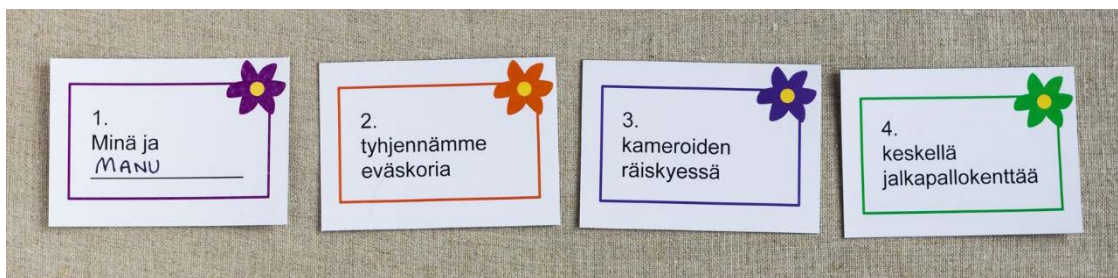 1.
Minä ja
MANU
2.
tyhjennämme
eväskoria
3.
kameroiden
räiskyessä
4.
keskellä
jalkapallokenttää